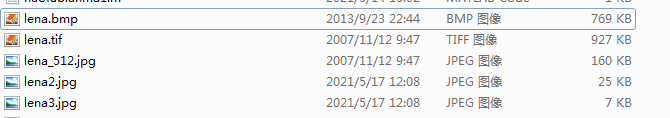 lena.bmp 2013/9/23 22:44 BMP 图像 769 KB
lena.tif 2007/11/12 9:47 TIFF 图像 927 KB
lena_512.jpg 2007/11/12 9:47 JPEG 图像 160 KB
lena2.jpg 2021/5/17 12:08 JPEG 图像 25 KB
lena3.jpg 2021/5/17 12:08 JPEG 图像 7 KB